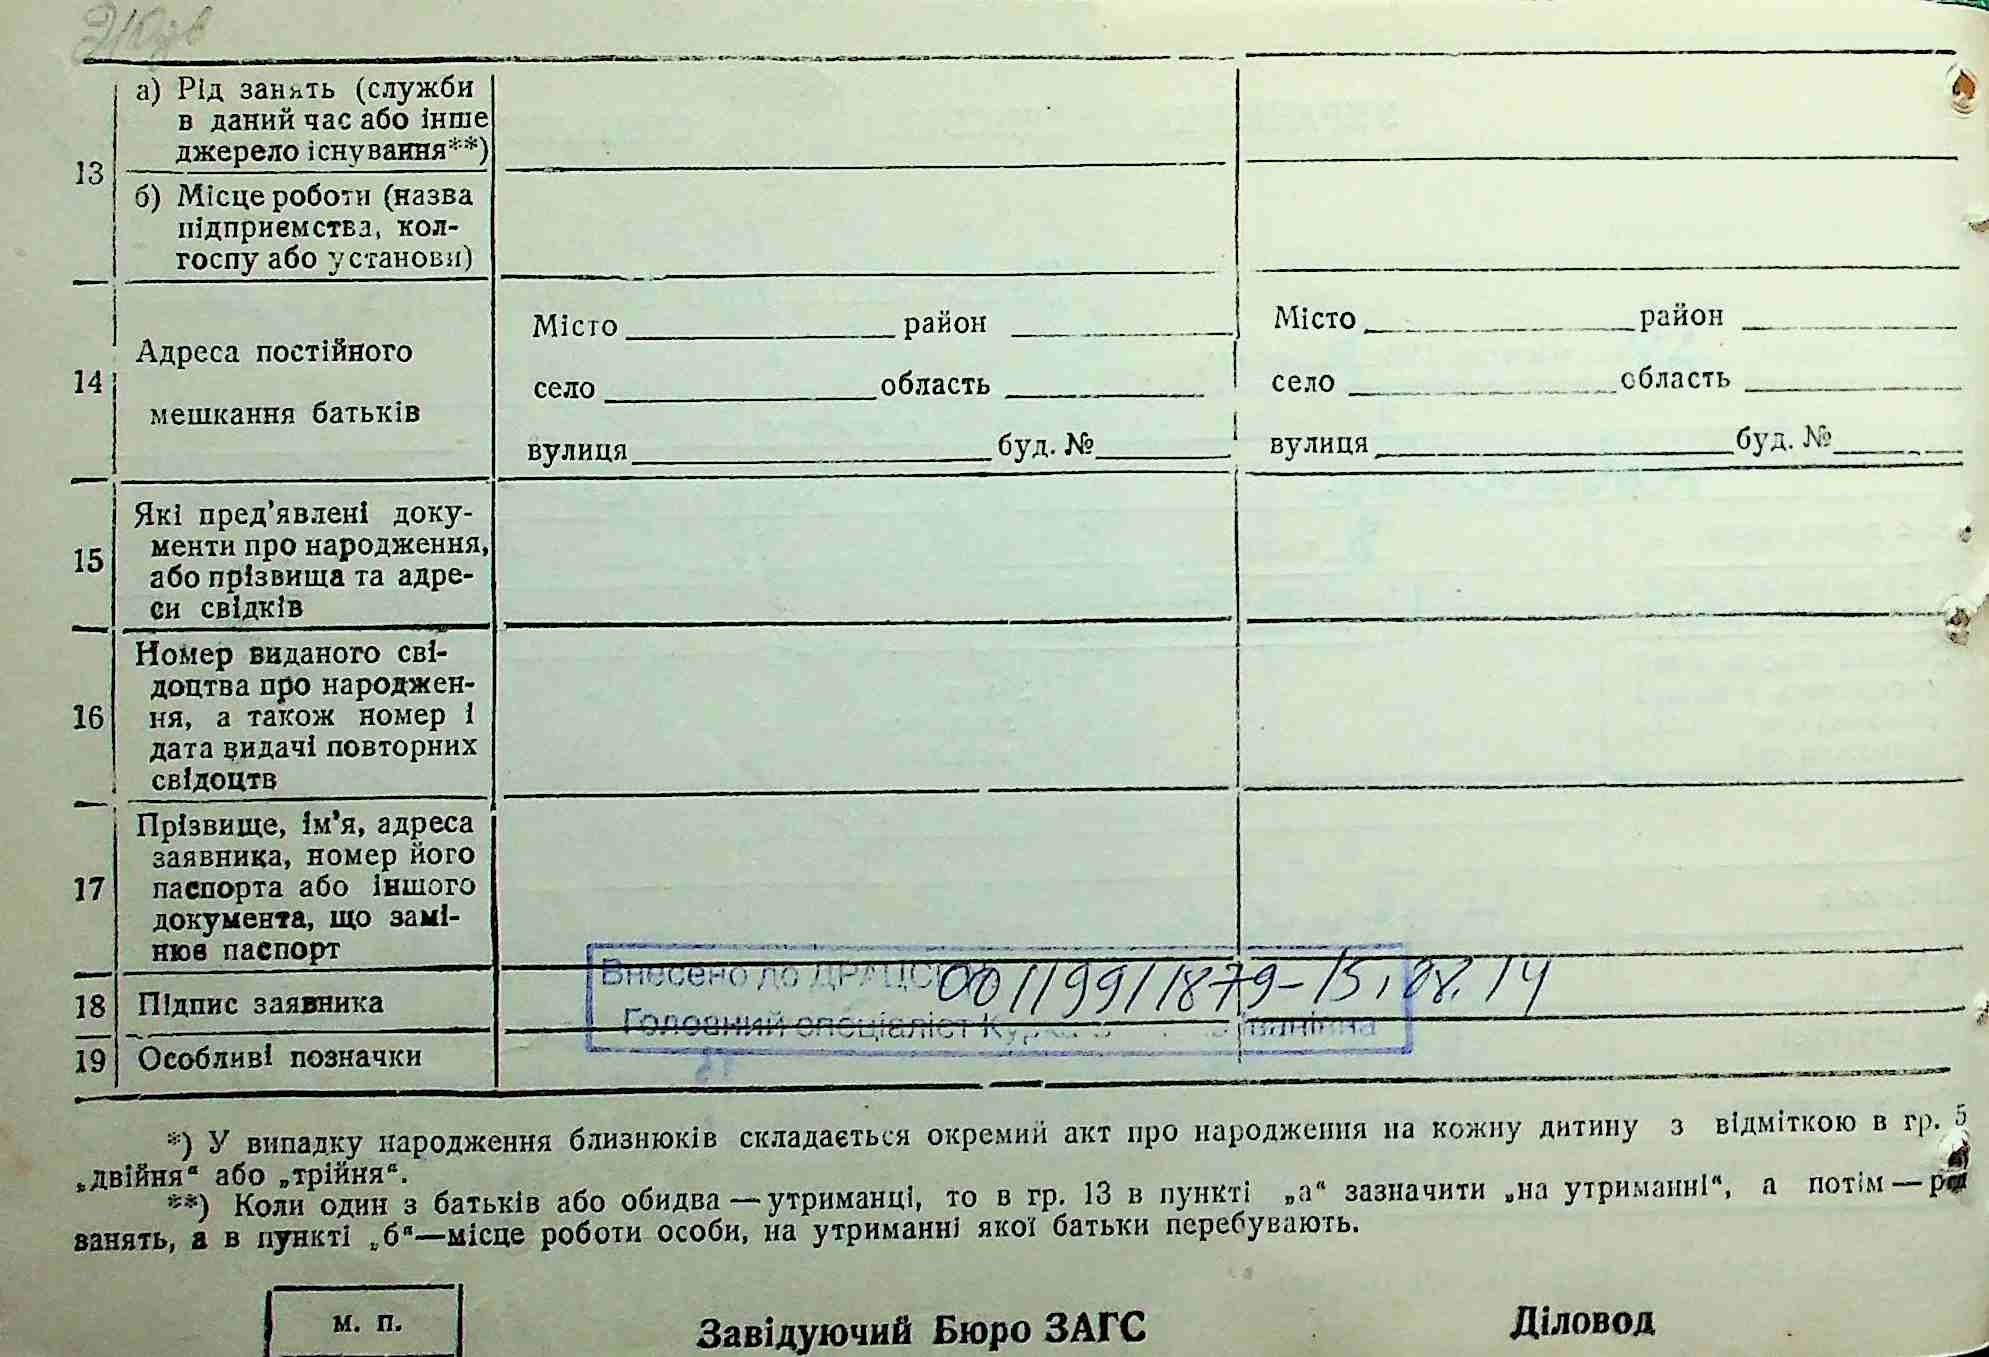 13
а) Рід занять (служби
в даний час або інше
джерело існування**)
б) Місце роботи (назва
підприємства, кол-
госпу або установи)
14
Адреса постійного
мешкання батьків
Місто район
село область
вулиця буд. №
Місто район
село область
вулиця буд. №
15
Які пред’явлені доку-
менти про народження,
або прізвища та адре-
си свідків
16
Номер виданого сві-
доцтва про народжен-
ня, а також номер і
дата видачі повторних
свідоцтв
17
Прізвище, ім’я, адреса
заявника, номер його
паспорта або іншого
документа, що замі-
нює паспорт
18 Підпис заявника
19 Особливі позначки
Внесено до 00119911879-15.08.14
Головний спеціаліст
*) У випадку народження близнюків складається окремий акт про народження на кожну дитину з відміткою в гр. 5
„двійня“ або „трійня“.
**) Коли один з батьків або обидва — утриманці, то в гр. 13 в пункті „а“ зазначити „на утриманні“, а потім —
занять, а в пункті „б“—місце роботи особи, на утриманні якої батьки перебувають.
м. п.
Завідуючий Бюро ЗАГС
Діловод